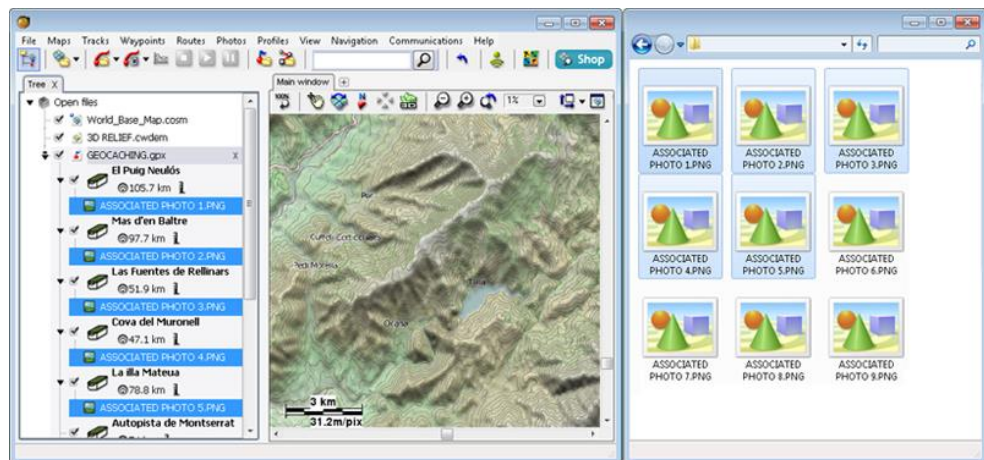 File Maps Tracks Waypoints Routes Photos Profiles View Navigation Communications Help
Shop
Tree X
Main window
100%
1%
Open files
World_Base_Map.cosm
3D RELIEF.cwdem
GEOCACHING.gpx x
El Puig Neulós
105.7 km
ASSOCIATED PHOTO 1.PNG
Mas d'en Baltre
97.7 km
ASSOCIATED PHOTO 2.PNG
Las Fuentes de Rellinars
51.9 km
ASSOCIATED PHOTO 3.PNG
Cova del Muronell
47.1 km
ASSOCIATED PHOTO 4.PNG
La illa Mateua
78.8 km
ASSOCIATED PHOTO 5.PNG
Autopista de Montserrat
3 km
31.2m/pix
ASSOCIATED PHOTO 1.PNG
ASSOCIATED PHOTO 2.PNG
ASSOCIATED PHOTO 3.PNG
ASSOCIATED PHOTO 4.PNG
ASSOCIATED PHOTO 5.PNG
ASSOCIATED PHOTO 6.PNG
ASSOCIATED PHOTO 7.PNG
ASSOCIATED PHOTO 8.PNG
ASSOCIATED PHOTO 9.PNG